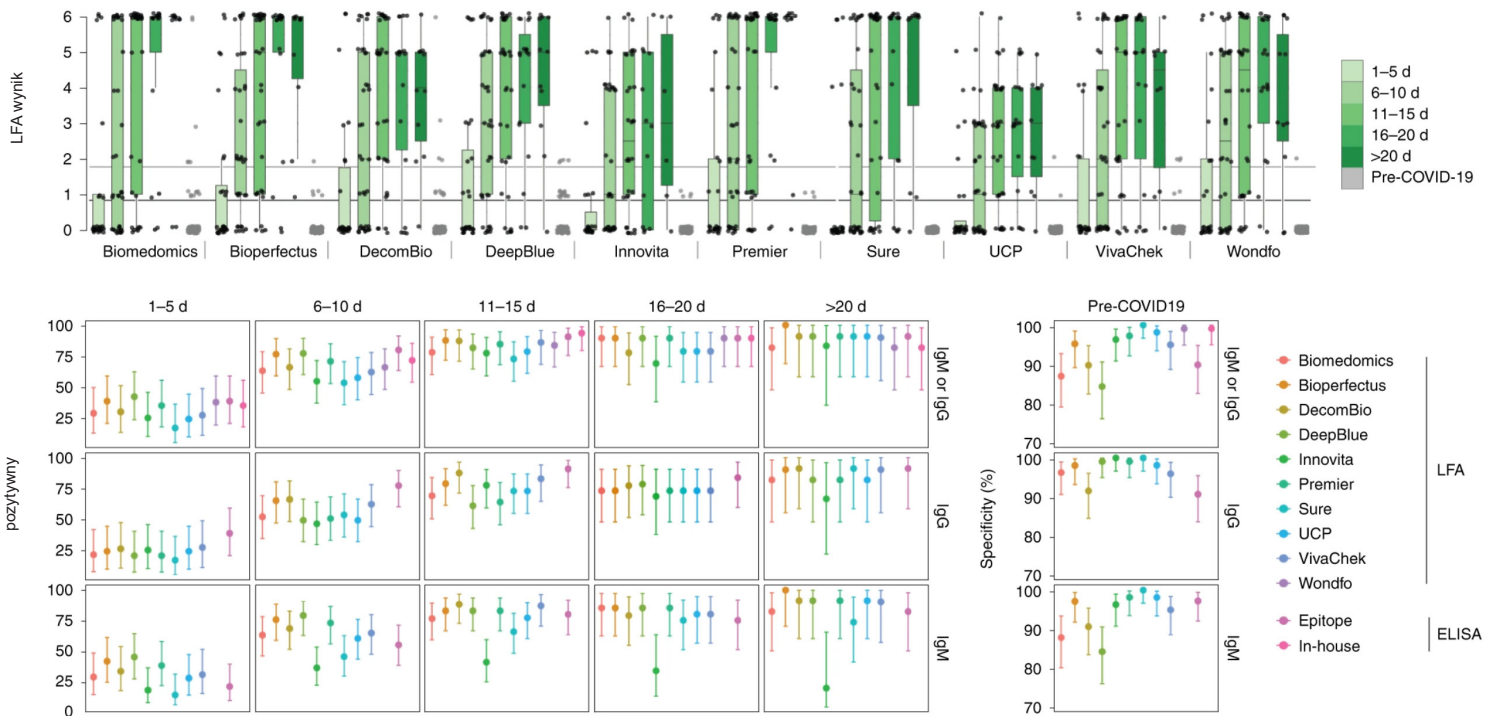 LFA wynik
6
5
4
3
2
1
0
Biomedomics Bioperfectus DecomBio DeepBlue Innovita Premier Sure UCP VivaChek Wondfo
1–5 d
6–10 d
11–15 d
16–20 d
>20 d
Pre-COVID-19
1–5 d 6–10 d 11–15 d 16–20 d >20 d Pre-COVID19
pozytywny
100
75
50
25
IgM or IgG
100
75
50
25
IgG
100
75
50
25
0
IgM
Specificity (%)
100
90
80
70
IgM or IgG
100
90
80
70
IgG
100
90
80
70
IgM
Biomedomics
Bioperfectus
DecomBio
DeepBlue
Innovita
Premier
Sure
UCP
VivaChek
Wondfo
LFA
Epitope
In-house
ELISA